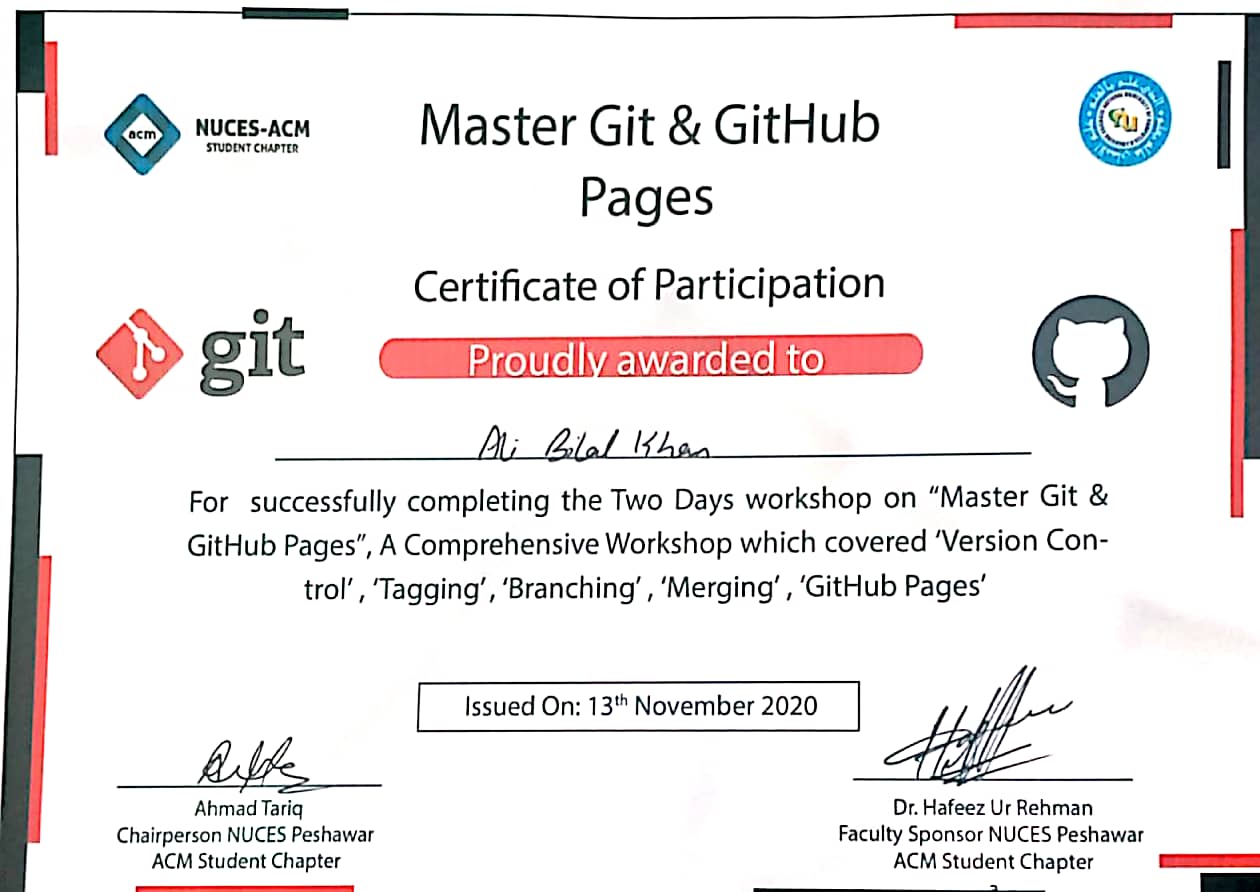 acm
NUCES-ACM
STUDENT CHAPTER
Master Git & GitHub
Pages
Certificate of Participation
git
Proudly awarded to
Ali Bilal Khan
For successfully completing the Two Days workshop on “Master Git &
GitHub Pages”, A Comprehensive Workshop which covered ‘Version Con-
trol’ , ‘Tagging’ , ‘Branching’ , ‘Merging’ , ‘GitHub Pages’
Issued On: 13th November 2020
Ahmad Tariq
Chairperson NUCES Peshawar
ACM Student Chapter
Dr. Hafeez Ur Rehman
Faculty Sponsor NUCES Peshawar
ACM Student Chapter